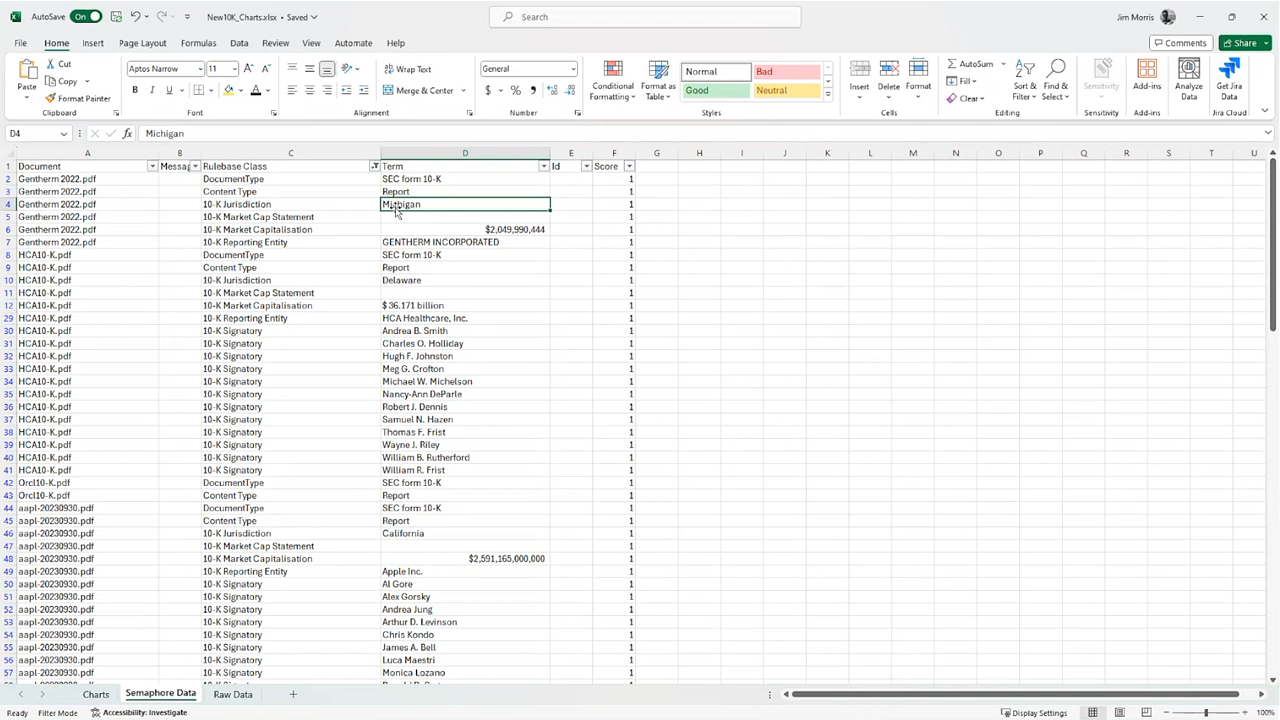 AutoSave On New10K_Charts.xlsx • Saved Search Jim Morris
File Home Insert Page Layout Formulas Data Review View Automate Help Comments Share
Paste Cut Copy Format Painter Clipboard
Aptos Narrow 11 B I U A Font
Wrap Text Merge & Center Alignment
General $ % Number
Conditional Formatting Format as Table Normal Bad Good Neutral Styles
Insert Delete Format Cells
AutoSum Fill Clear Sort & Filter Find & Select Editing
Sensitivity Sensitivity Add-ins Add-ins Analyze Data Get Jira Data Jira Cloud
D4 fx Michigan
A B C D E F G H I J K L M N O P Q R S T U
1 Document Messag Rulebase Class Term Id Score
2 Gentherm 2022.pdf DocumentType SEC form 10-K 1
3 Gentherm 2022.pdf Content Type Report 1
4 Gentherm 2022.pdf 10-K Jurisdiction Michigan 1
5 Gentherm 2022.pdf 10-K Market Cap Statement 1
6 Gentherm 2022.pdf 10-K Market Capitalisation $2,049,990,444 1
7 Gentherm 2022.pdf 10-K Reporting Entity GENTHERM INCORPORATED 1
8 HCA10-K.pdf DocumentType SEC form 10-K 1
9 HCA10-K.pdf Content Type Report 1
10 HCA10-K.pdf 10-K Jurisdiction Delaware 1
11 HCA10-K.pdf 10-K Market Cap Statement 1
12 HCA10-K.pdf 10-K Market Capitalisation $ 36.171 billion 1
29 HCA10-K.pdf 10-K Reporting Entity HCA Healthcare, Inc. 1
30 HCA10-K.pdf 10-K Signatory Andrea B. Smith 1
31 HCA10-K.pdf 10-K Signatory Charles O. Holliday 1
32 HCA10-K.pdf 10-K Signatory Hugh F. Johnston 1
33 HCA10-K.pdf 10-K Signatory Meg G. Crofton 1
34 HCA10-K.pdf 10-K Signatory Michael W. Michelson 1
35 HCA10-K.pdf 10-K Signatory Nancy-Ann DeParle 1
36 HCA10-K.pdf 10-K Signatory Robert J. Dennis 1
37 HCA10-K.pdf 10-K Signatory Samuel N. Hazen 1
38 HCA10-K.pdf 10-K Signatory Thomas F. Frist 1
39 HCA10-K.pdf 10-K Signatory Wayne J. Riley 1
40 HCA10-K.pdf 10-K Signatory William B. Rutherford 1
41 HCA10-K.pdf 10-K Signatory William R. Frist 1
42 Orcl10-K.pdf DocumentType SEC form 10-K 1
43 Orcl10-K.pdf Content Type Report 1
44 aapl-20230930.pdf DocumentType SEC form 10-K 1
45 aapl-20230930.pdf Content Type Report 1
46 aapl-20230930.pdf 10-K Jurisdiction California 1
47 aapl-20230930.pdf 10-K Market Cap Statement 1
48 aapl-20230930.pdf 10-K Market Capitalisation $2,591,165,000,000 1
49 aapl-20230930.pdf 10-K Reporting Entity Apple Inc. 1
50 aapl-20230930.pdf 10-K Signatory Al Gore 1
51 aapl-20230930.pdf 10-K Signatory Alex Gorsky 1
52 aapl-20230930.pdf 10-K Signatory Andrea Jung 1
53 aapl-20230930.pdf 10-K Signatory Arthur D. Levinson 1
54 aapl-20230930.pdf 10-K Signatory Chris Kondo 1
55 aapl-20230930.pdf 10-K Signatory James A. Bell 1
56 aapl-20230930.pdf 10-K Signatory Luca Maestri 1
57 aapl-20230930.pdf 10-K Signatory Monica Lozano 1
Charts Semaphore Data Raw Data
Ready Filter Mode Accessibility: Investigate Display Settings 100%